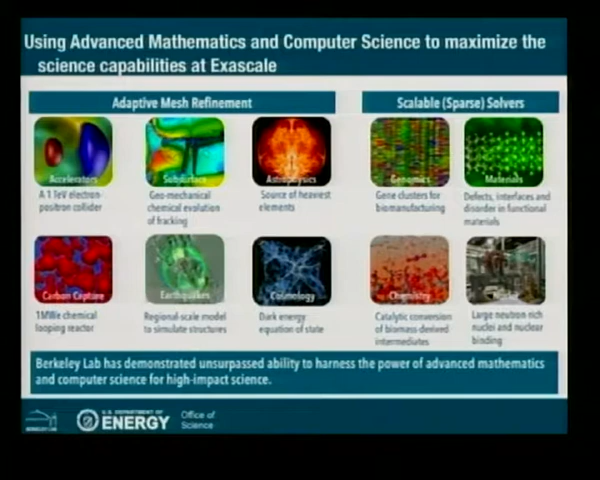 Using Advanced Mathematics and Computer Science to maximize the
science capabilities at Exascale
Adaptive Mesh Refinement
Scalable (Sparse) Solvers
Accelerators
Subsurface
Astrophysics
Genomics
Materials
A 1 TeV electron-
positron collider
Geo-mechanical
chemical evolution
of fracking
Source of heaviest
elements
Gene clusters for
biomanufacturing
Defects, interfaces and
disorder in functional
materials
Carbon Capture
Earthquakes
Cosmology
Chemistry
1MWe chemical
looping reactor
Regional-scale model
to simulate structures
Dark energy
equation of state
Catalytic conversion
of biomass-derived
intermediates
Large neutron rich
nuclei and nuclear
binding
Berkeley Lab has demonstrated unsurpassed ability to harness the power of advanced mathematics
and computer science for high-impact science.
BERKELEY LAB
U.S. DEPARTMENT OF
ENERGY
Office of
Science